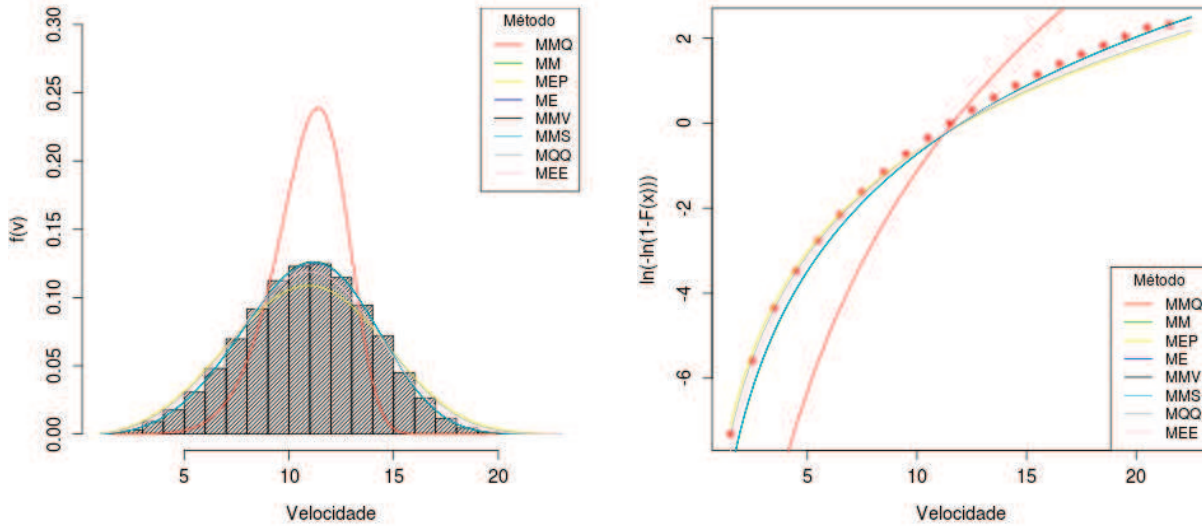 0.00 0.05 0.10 0.15 0.20 0.25 0.30
f(v)
5 10 15 20
Velocidade
Método
MMQ
MM
MEP
ME
MMV
MMS
MQQ
MEE
-6 -4 -2 0 2
ln(-ln(1-F(x)))
5 10 15 20
Velocidade
Método
MMQ
MM
MEP
ME
MMV
MMS
MQQ
MEE